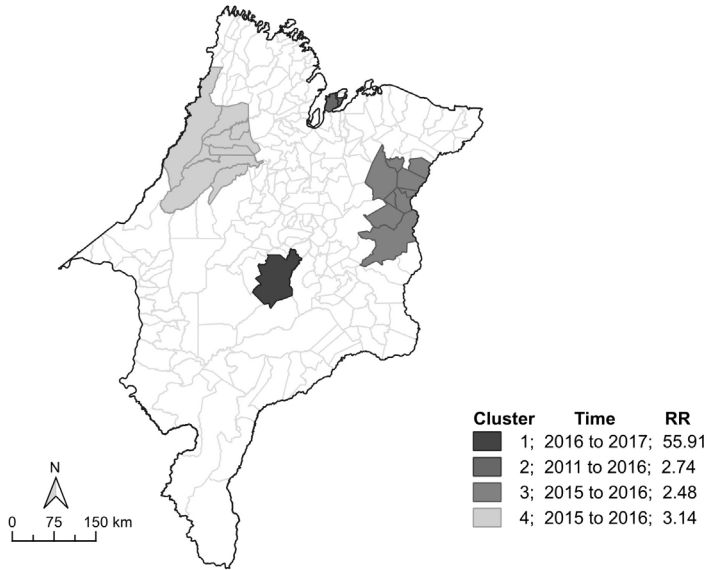 Cluster Time RR
1; 2016 to 2017; 55.91
2; 2011 to 2016; 2.74
3; 2015 to 2016; 2.48
4; 2015 to 2016; 3.14
N
0 75 150 km